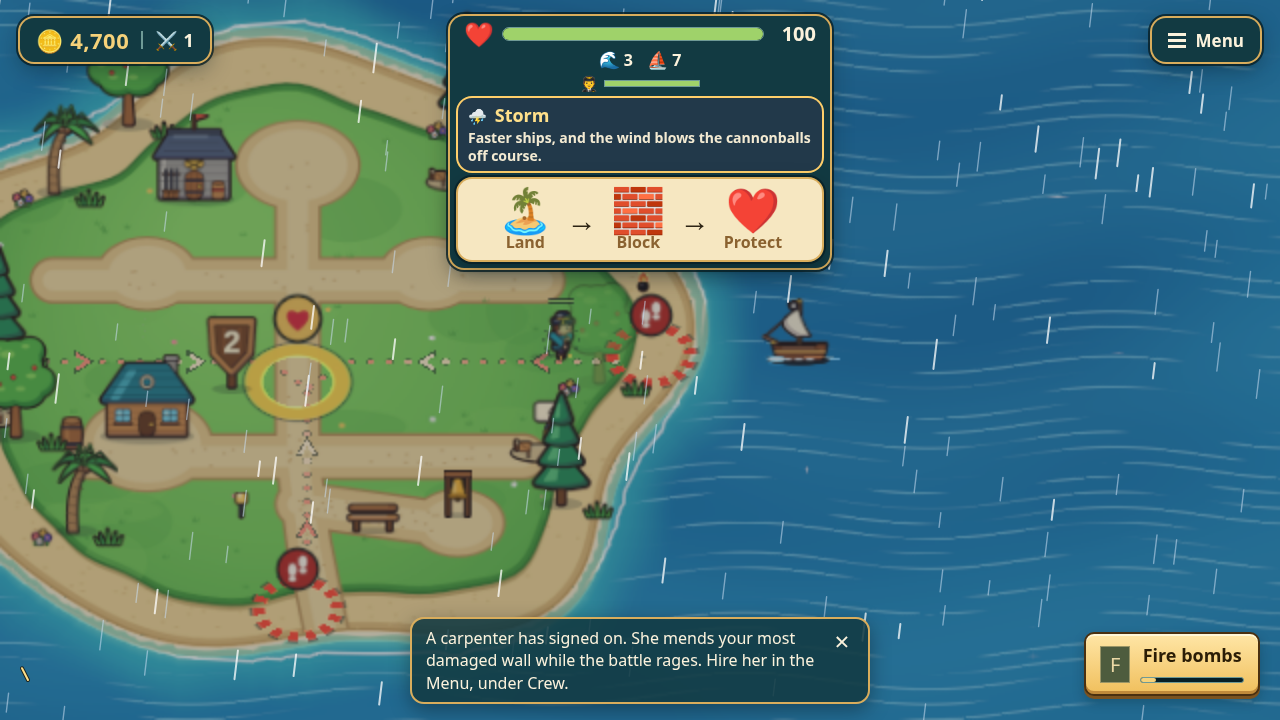 4,700
1
100
3
7
Menu
Storm
Faster ships, and the wind blows the cannonballs
off course.
Land → Block → Protect
2
A carpenter has signed on. She mends your most
damaged wall while the battle rages. Hire her in the
Menu, under Crew.
F
Fire bombs